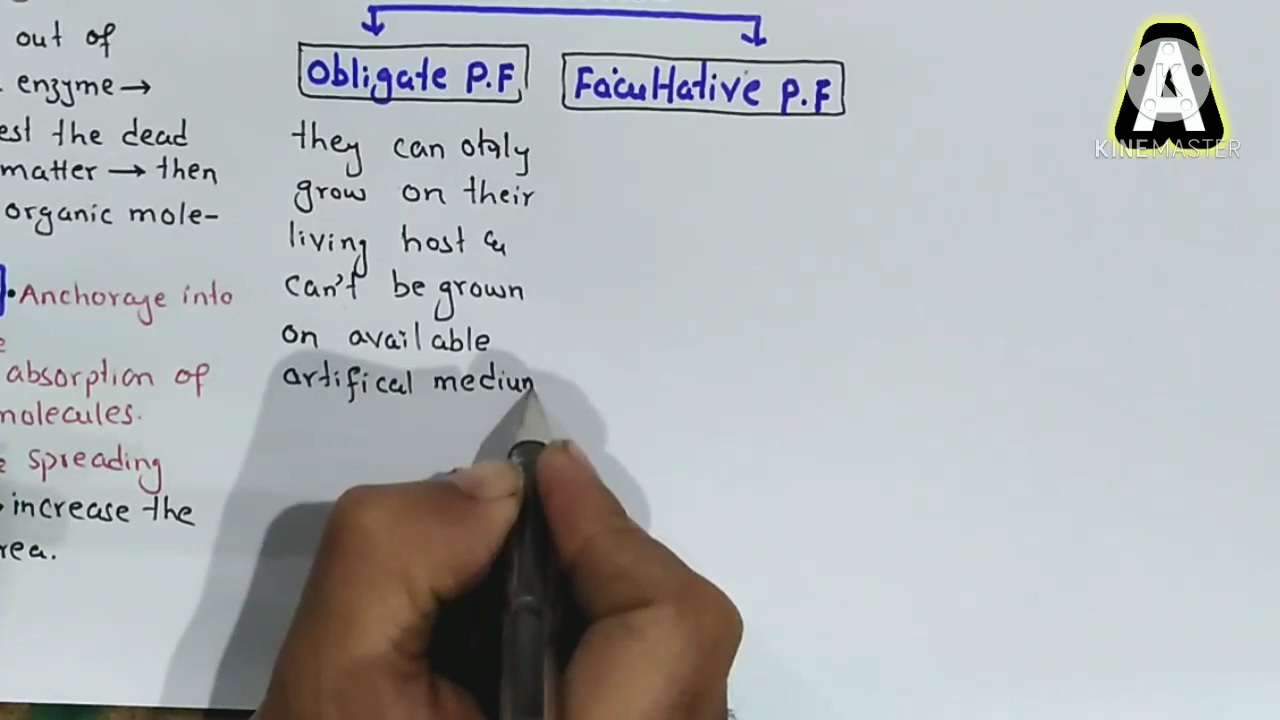 out of
enzyme→
est the dead
matter → then
organic mole-
•Anchorage into
absorption of
molecules.
spreading
increase the
rea.
Obligate P.F
Facultative P.F
they can only
grow on their
living host &
can't be grown
on available
artifical medium
KINEMASTER